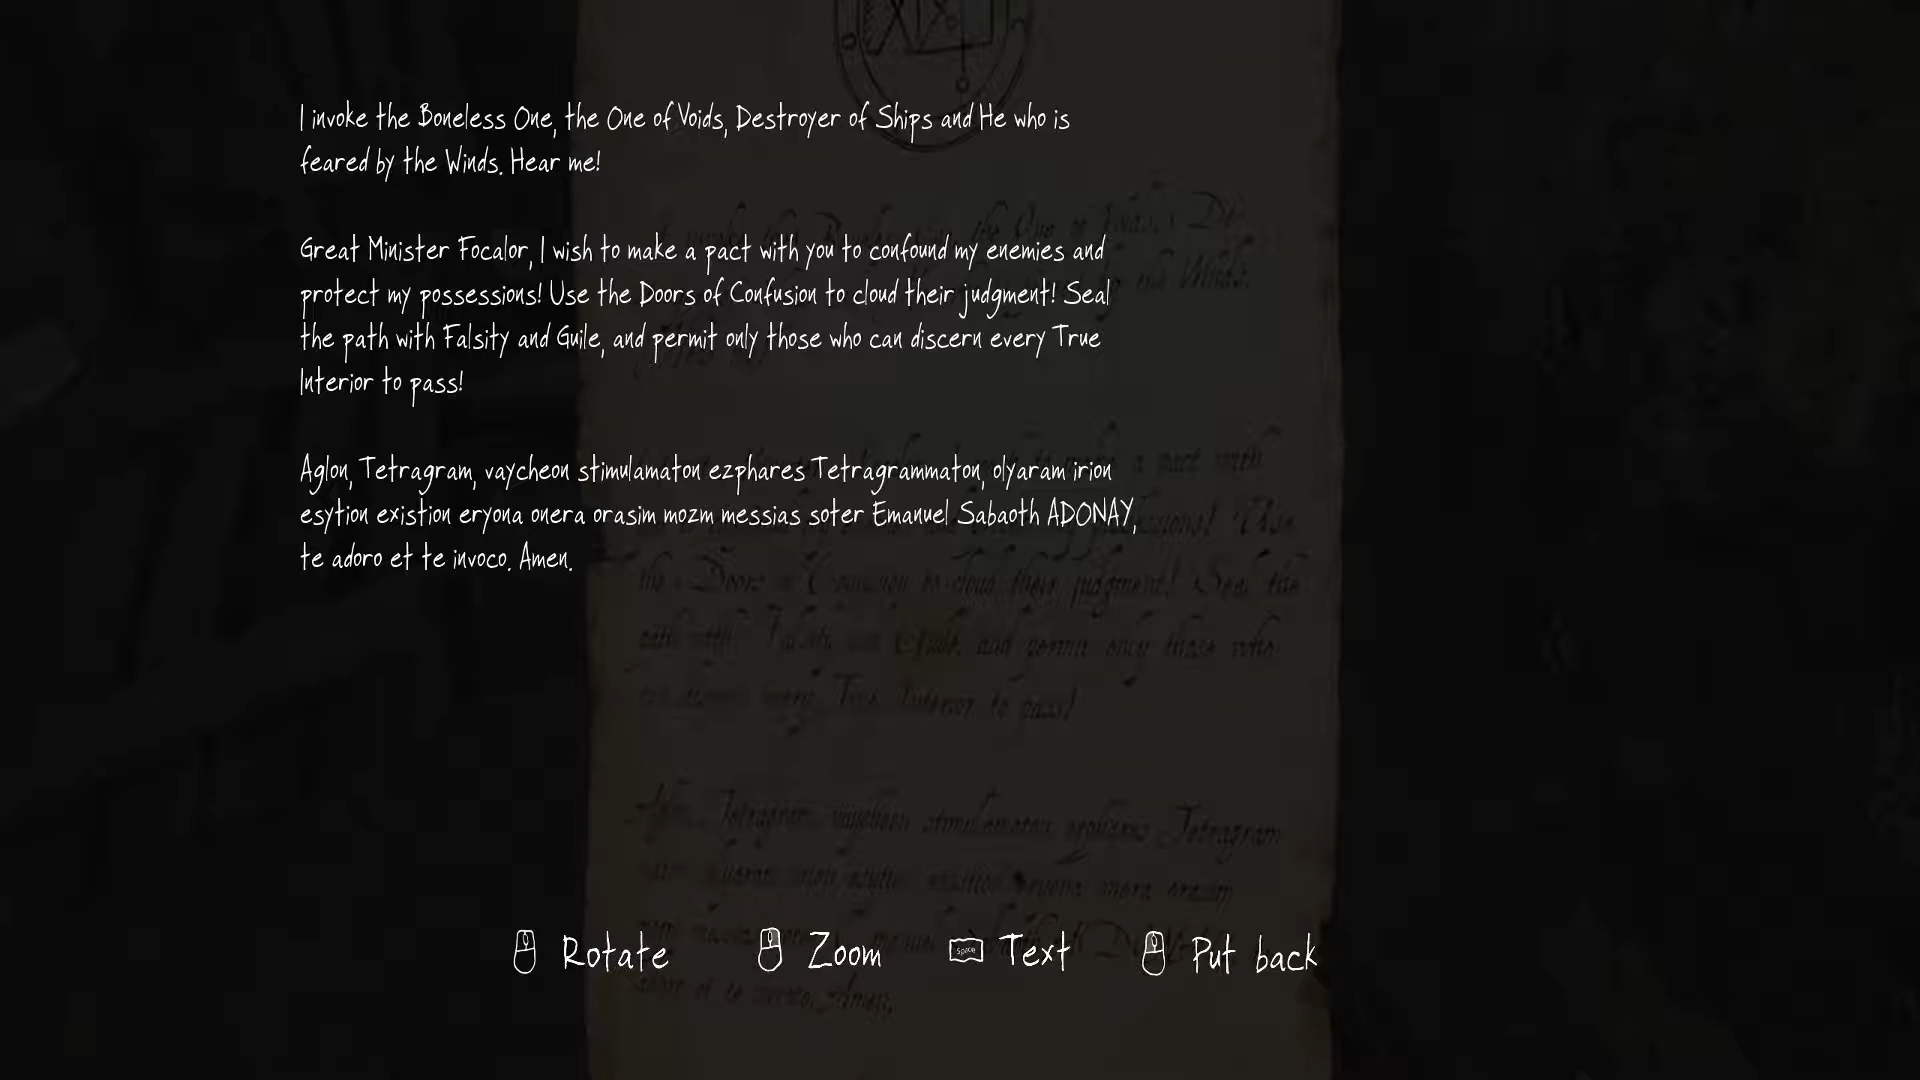 I invoke the Boneless One, the One of Voids, Destroyer of Ships and He who is
feared by the Winds. Hear me!
Great Minister Focalor, I wish to make a pact with you to confound my enemies and
protect my possessions! Use the Doors of Confusion to cloud their judgment! Seal
the path with Falsity and Guile, and permit only those who can discern every True
Interior to pass!
Aglon, Tetragram, vaycheon stimulamaton ezphares Tetragrammaton, olyaram irion
esytion existion eryona onera orasim mozm messias soter Emanuel Sabaoth ADONAY,
te adoro et te invoco. Amen.
Rotate Zoom Space Text Put back